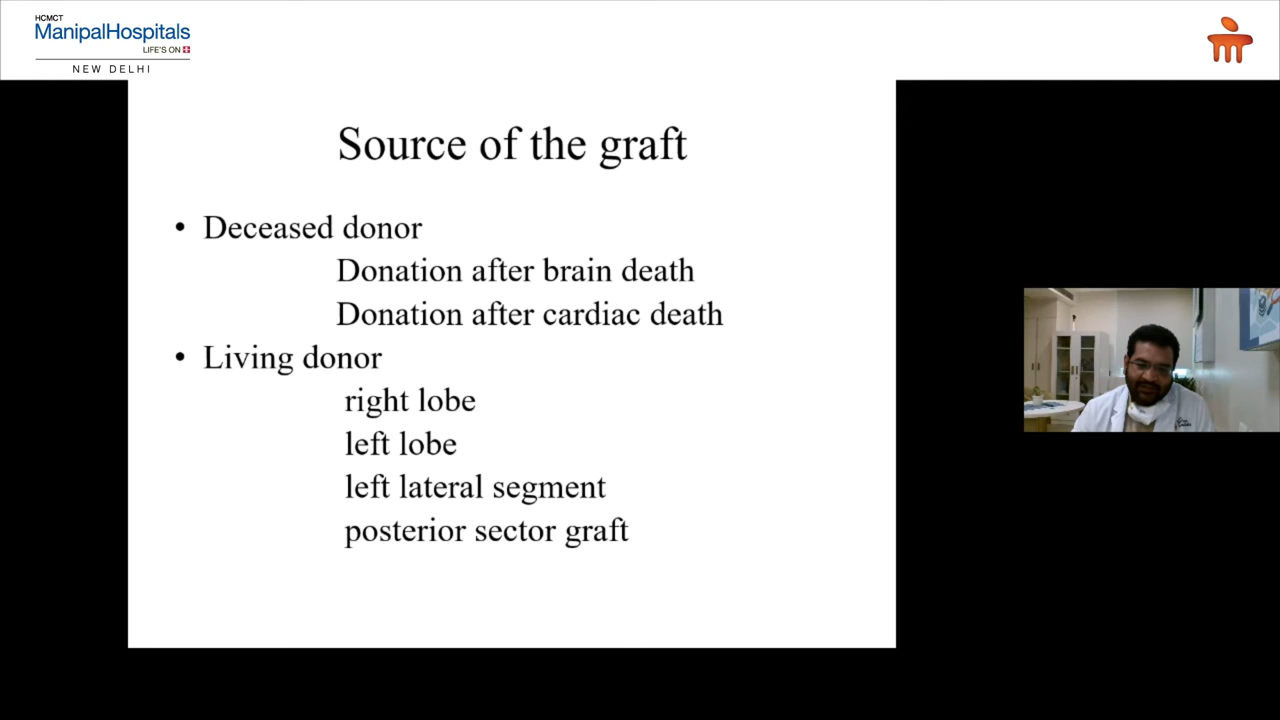 HCMCT
ManipalHospitals
LIFE'S ON
NEW DELHI
Source of the graft
• Deceased donor
Donation after brain death
Donation after cardiac death
• Living donor
right lobe
left lobe
left lateral segment
posterior sector graft